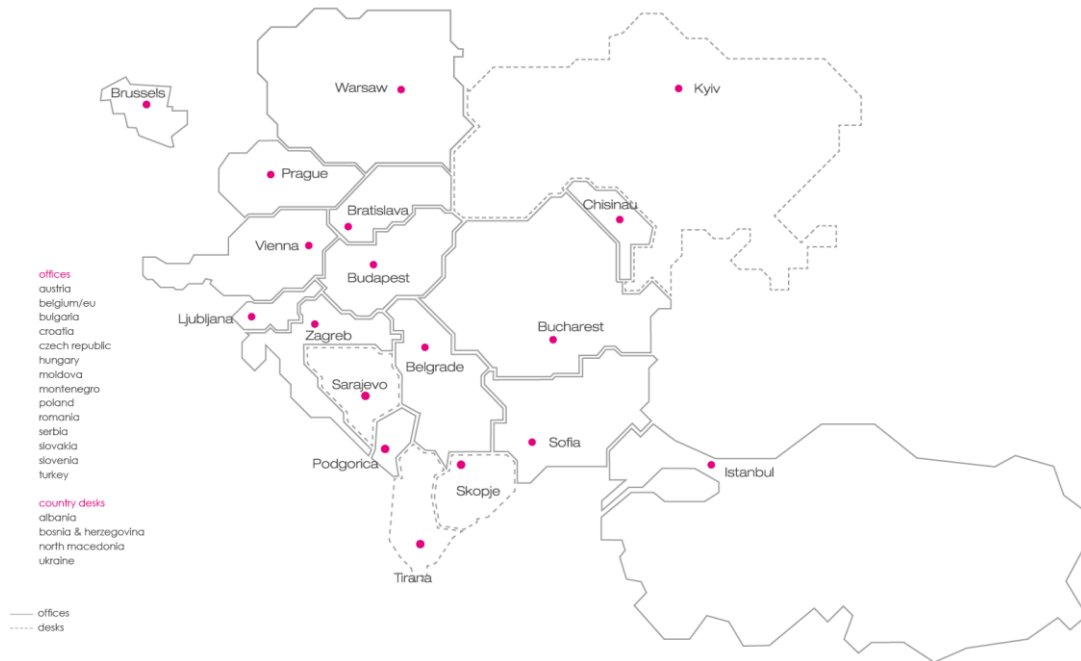 Warsaw
Kyiv
Brussels
Prague
Bratislava
Chisinau
Vienna
Budapest
offices
austria
belgium/eu
bulgaria
croatia
czech republic
hungary
moldova
montenegro
poland
romania
serbia
slovakia
slovenia
turkey
Ljubljana
Zagreb
Bucharest
Belgrade
Sarajevo
Sofia
Podgorica
Istanbul
Skopje
Tirana
country desks
albania
bosnia & herzegovina
north macedonia
ukraine
offices
desks